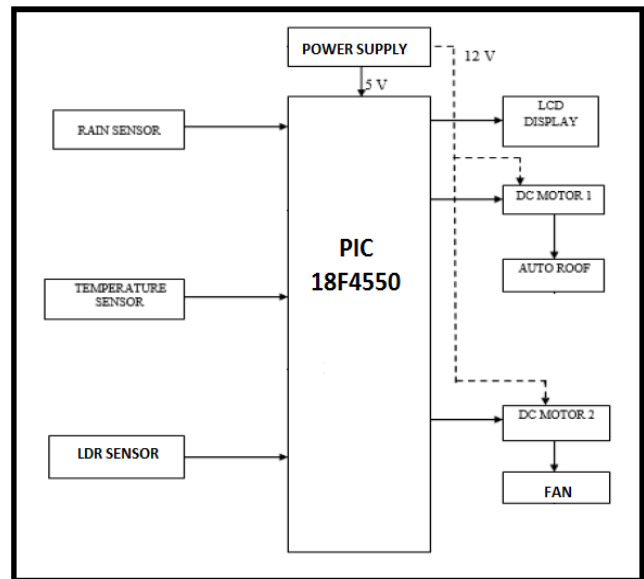 POWER SUPPLY
12 V
5 V
LCD
DISPLAY
RAIN SENSOR
DC MOTOR 1
PIC
18F4550
AUTO ROOF
TEMPERATURE
SENSOR
DC MOTOR 2
LDR SENSOR
FAN